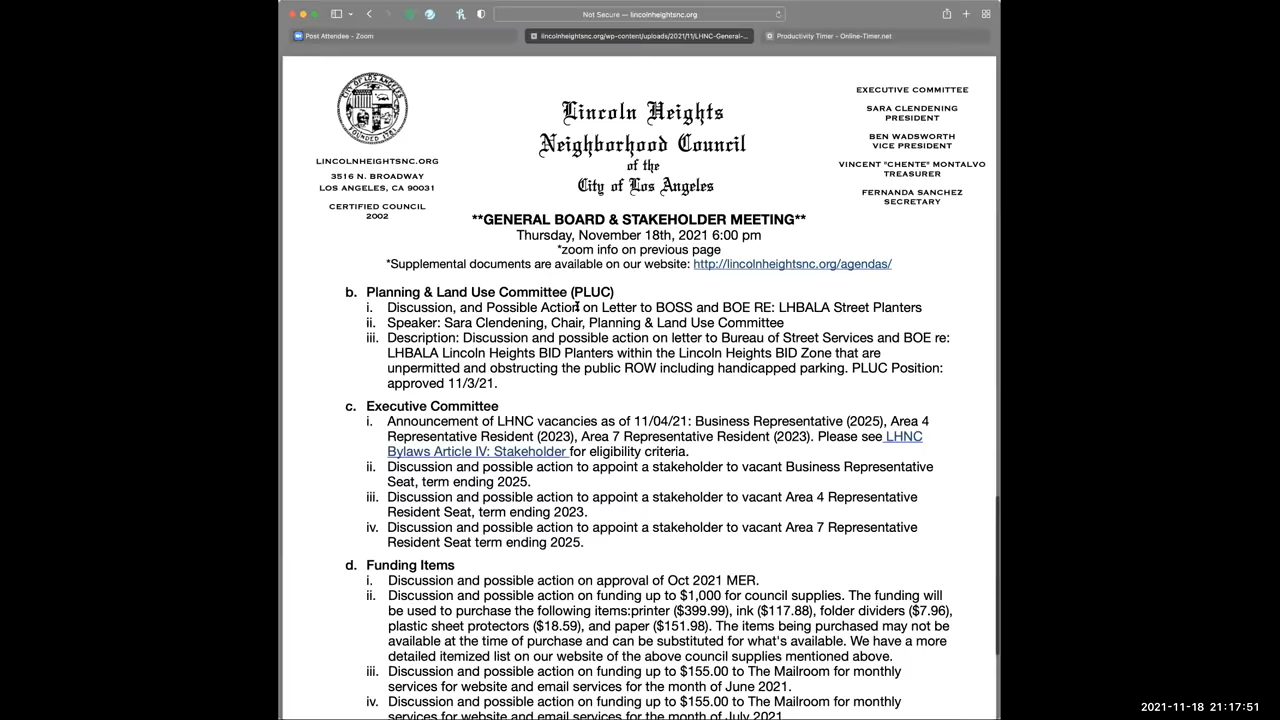 Not Secure — lincolnheightsnc.org
Post Attendee - Zoom
lincolnheightsnc.org/wp-content/uploads/2021/11/LHNC-General-...
Productivity Timer - Online-Timer.net
CITY OF LOS ANGELES
FOUNDED 1781
LINCOLNHEIGHTSNC.ORG
3516 N. BROADWAY
LOS ANGELES, CA 90031
CERTIFIED COUNCIL
2002
Lincoln Heights
Neighborhood Council
of the
City of Los Angeles
EXECUTIVE COMMITTEE
SARA CLENDENING
PRESIDENT
BEN WADSWORTH
VICE PRESIDENT
VINCENT "CHENTE" MONTALVO
TREASURER
FERNANDA SANCHEZ
SECRETARY
**GENERAL BOARD & STAKEHOLDER MEETING**
Thursday, November 18th, 2021 6:00 pm
*zoom info on previous page
*Supplemental documents are available on our website: http://lincolnheightsnc.org/agendas/
b. Planning & Land Use Committee (PLUC)
i. Discussion, and Possible Action on Letter to BOSS and BOE RE: LHBALA Street Planters
ii. Speaker: Sara Clendening, Chair, Planning & Land Use Committee
iii. Description: Discussion and possible action on letter to Bureau of Street Services and BOE re:
LHBALA Lincoln Heights BID Planters within the Lincoln Heights BID Zone that are
unpermitted and obstructing the public ROW including handicapped parking. PLUC Position:
approved 11/3/21.
c. Executive Committee
i. Announcement of LHNC vacancies as of 11/04/21: Business Representative (2025), Area 4
Representative Resident (2023), Area 7 Representative Resident (2023). Please see LHNC
Bylaws Article IV: Stakeholder for eligibility criteria.
ii. Discussion and possible action to appoint a stakeholder to vacant Business Representative
Seat, term ending 2025.
iii. Discussion and possible action to appoint a stakeholder to vacant Area 4 Representative
Resident Seat, term ending 2023.
iv. Discussion and possible action to appoint a stakeholder to vacant Area 7 Representative
Resident Seat term ending 2025.
d. Funding Items
i. Discussion and possible action on approval of Oct 2021 MER.
ii. Discussion and possible action on funding up to $1,000 for council supplies. The funding will
be used to purchase the following items:printer ($399.99), ink ($117.88), folder dividers ($7.96),
plastic sheet protectors ($18.59), and paper ($151.98). The items being purchased may not be
available at the time of purchase and can be substituted for what's available. We have a more
detailed itemized list on our website of the above council supplies mentioned above.
iii. Discussion and possible action on funding up to $155.00 to The Mailroom for monthly
services for website and email services for the month of June 2021.
iv. Discussion and possible action on funding up to $155.00 to The Mailroom for monthly
services for website and email services for the month of July 2021.
2021-11-18 21:17:51